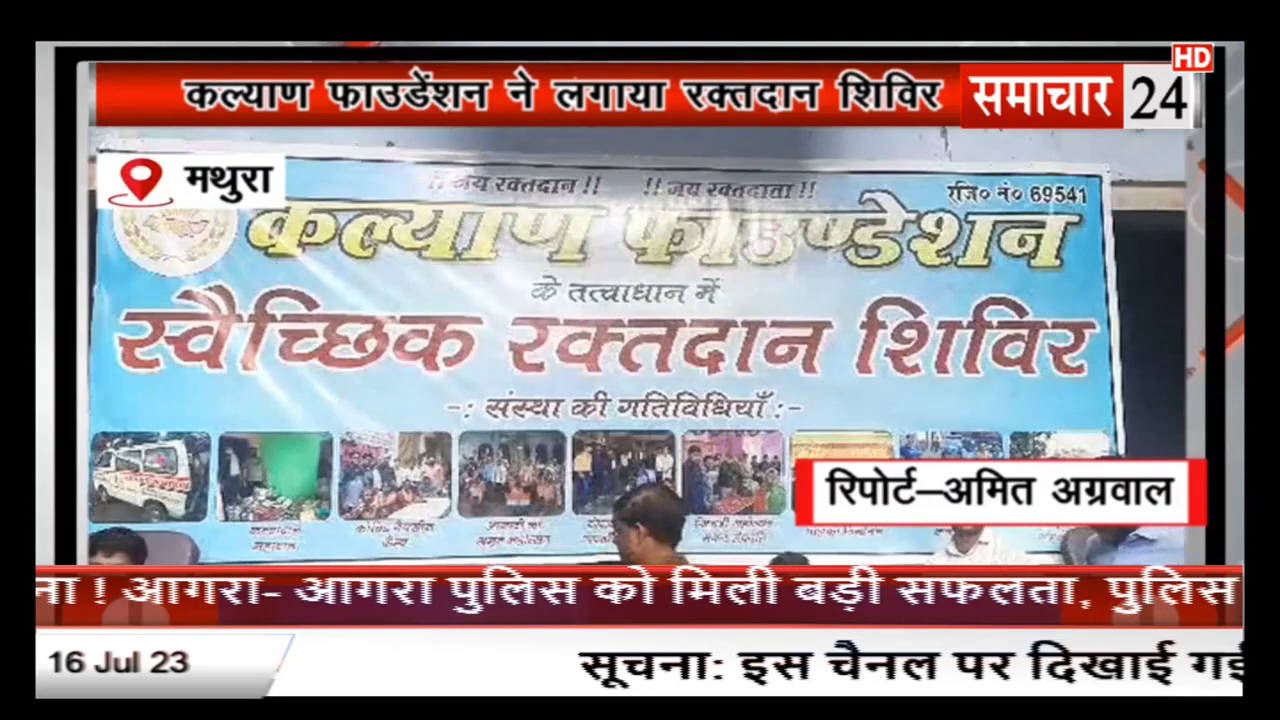 HD
कल्याण फाउडेंशन ने लगाया रक्तदान शिविर
समाचार 24
मथुरा
!! जय रक्तदान !! !! जय रक्तदाता !!
रजि० नं० 69541
कल्याण फाउण्डेशन
के तत्वाधान में
स्वैच्छिक रक्तदान शिविर
-: संस्था की गतिविधियाँ :-
रिपोर्ट–अमित अग्रवाल
ना ! आगरा- आगरा पुलिस को मिली बड़ी सफलता, पुलिस
16 Jul 23
सूचना: इस चैनल पर दिखाई गई